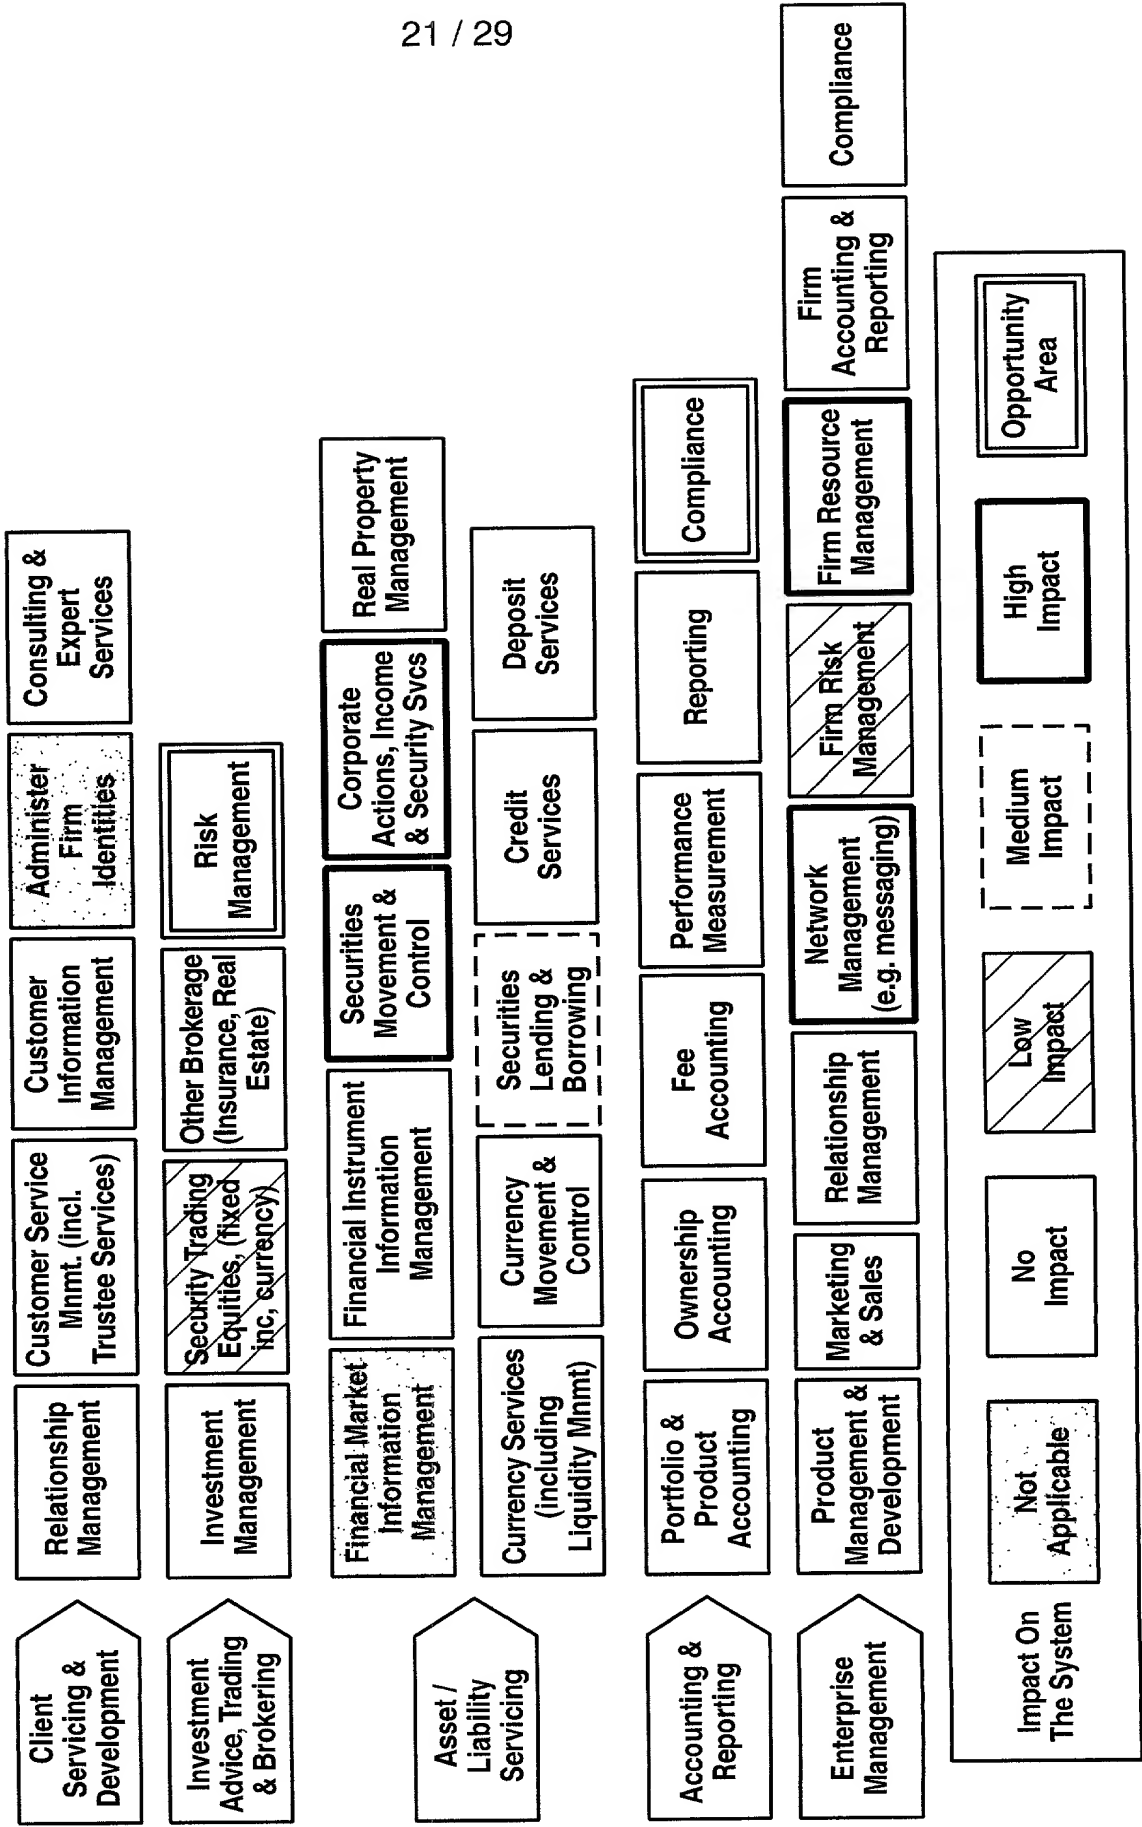 21 / 29
Client
Servicing &
Development
Relationship
Management
Customer Service
Mnmt. (incl.
Trustee Services)
Customer
Information
Management
Administer
Firm
Identities
Consulting &
Expert
Services
Investment
Advice, Trading
& Brokering
Investment
Management
Security Trading
Equities, (fixed
inc, currency)
Other Brokerage
(Insurance, Real
Estate)
Risk
Management
Asset /
Liability
Servicing
Financial Market
Information
Management
Financial Instrument
Information
Management
Securities
Movement &
Control
Corporate
Actions, Income
& Security Svcs
Real Property
Management
Currency Services
(including
Liquidity Mnmt)
Currency
Movement &
Control
Securities
Lending &
Borrowing
Credit
Services
Deposit
Services
Accounting &
Reporting
Portfolio &
Product
Accounting
Ownership
Accounting
Fee
Accounting
Performance
Measurement
Reporting
Compliance
Enterprise
Management
Product
Management &
Development
Marketing
& Sales
Relationship
Management
Network
Management
(e.g. messaging)
Firm Risk
Management
Firm Resource
Management
Firm
Accounting &
Reporting
Compliance
Impact On
The System
Not
Applicable
No
Impact
Low
Impact
Medium
Impact
High
Impact
Opportunity
Area